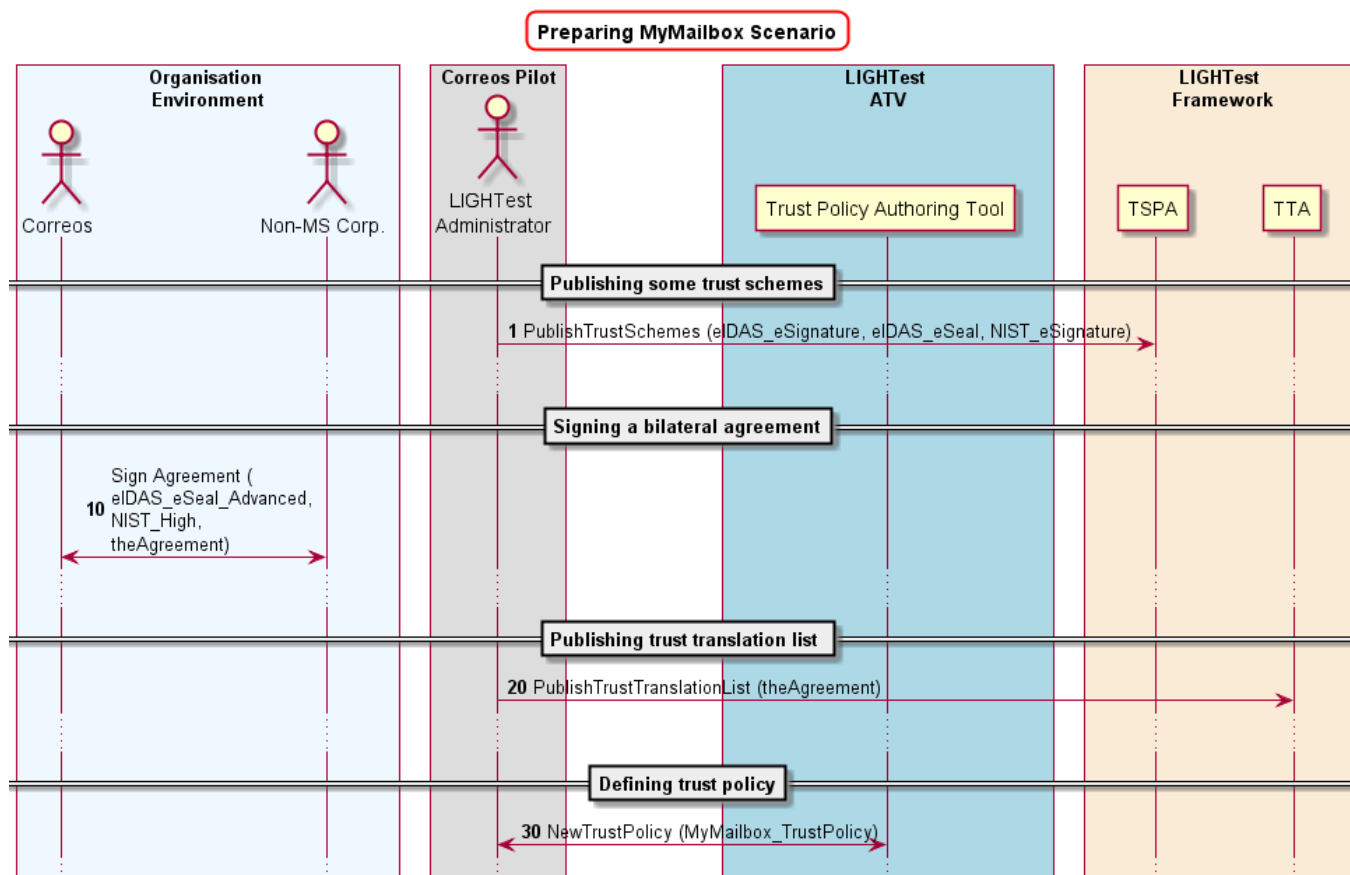 Preparing MyMailbox Scenario
Organisation
Environment
Correos Pilot
LIGHTest
ATV
LIGHTest
Framework
Correos
Non-MS Corp.
LIGHTest
Administrator
Trust Policy Authoring Tool
TSPA
TTA
Publishing some trust schemes
1 PublishTrustSchemes (eIDAS_eSignature, eIDAS_eSeal, NIST_eSignature)
Signing a bilateral agreement
10 Sign Agreement (
eIDAS_eSeal_Advanced,
NIST_High,
theAgreement)
Publishing trust translation list
20 PublishTrustTranslationList (theAgreement)
Defining trust policy
30 NewTrustPolicy (MyMailbox_TrustPolicy)